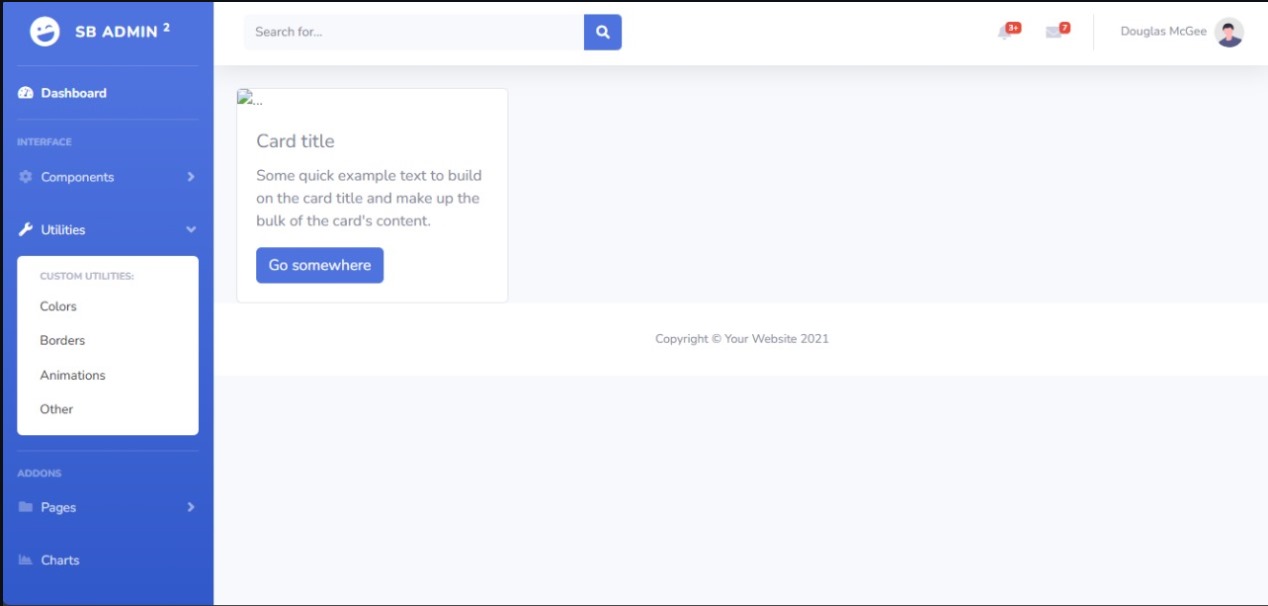 SB ADMIN 2
Search for...
3+
7
Douglas McGee
Dashboard
INTERFACE
Components
Utilities
CUSTOM UTILITIES:
Colors
Borders
Animations
Other
ADDONS
Pages
Charts
...
Card title
Some quick example text to build
on the card title and make up the
bulk of the card's content.
Go somewhere
Copyright © Your Website 2021